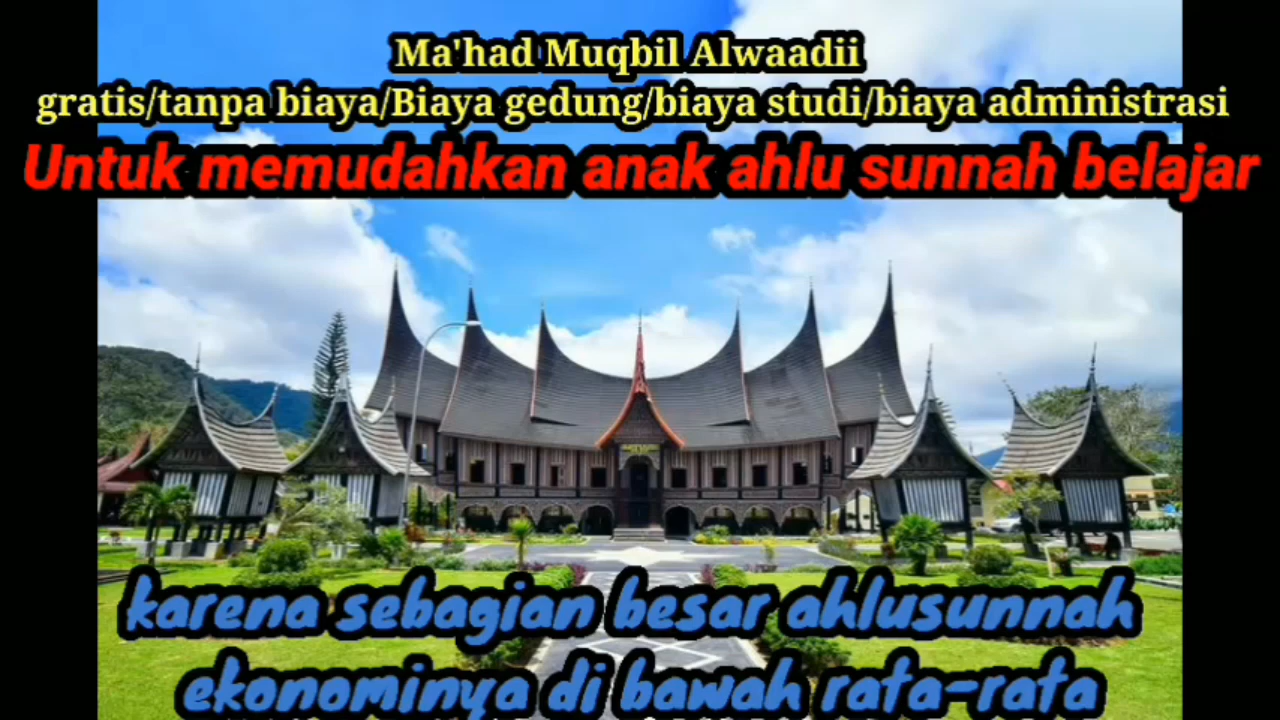 Ma'had Muqbil Alwaadii
gratis/tanpa biaya/Biaya gedung/biaya studi/biaya administrasi
Untuk memudahkan anak ahlu sunnah belajar
karena sebagian besar ahlusunnah
ekonominya di bawah rata-rata